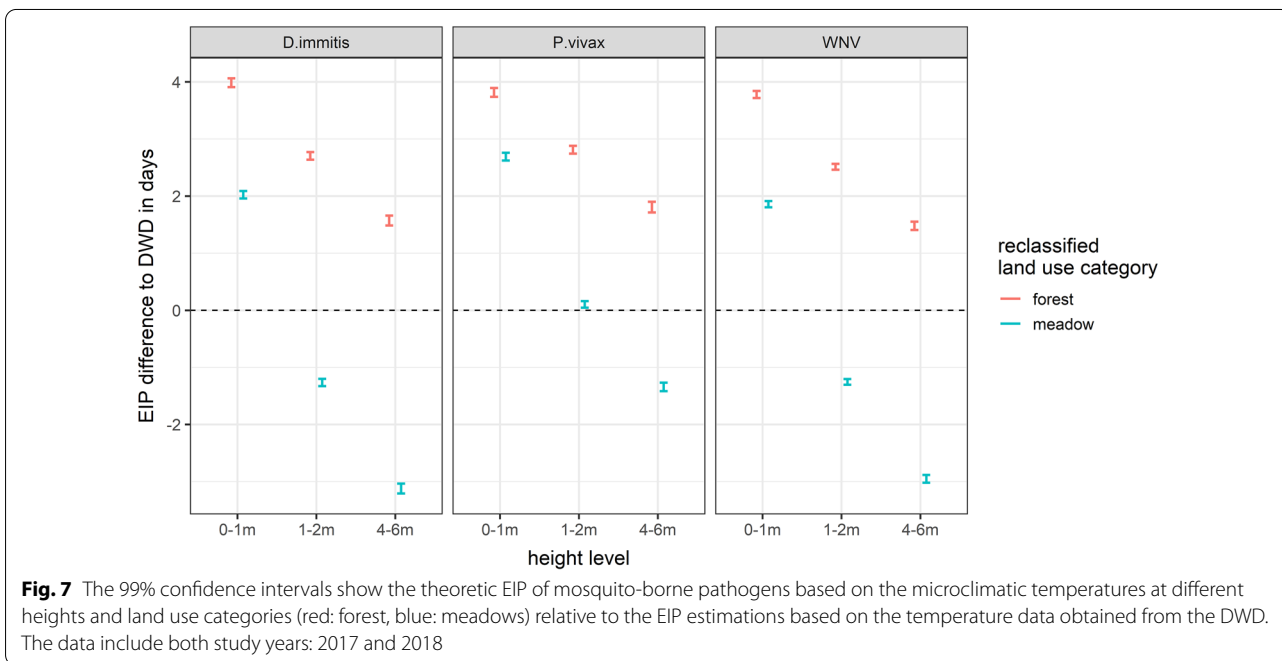 D.immitis
P.vivax
WNV
EIP difference to DWD in days
4
2
0
-2
0-1m 1-2m 4-6m
0-1m 1-2m 4-6m
0-1m 1-2m 4-6m
height level
reclassified
land use category
forest
meadow
Fig. 7 The 99% confidence intervals show the theoretic EIP of mosquito-borne pathogens based on the microclimatic temperatures at different
heights and land use categories (red: forest, blue: meadows) relative to the EIP estimations based on the temperature data obtained from the DWD.
The data include both study years: 2017 and 2018